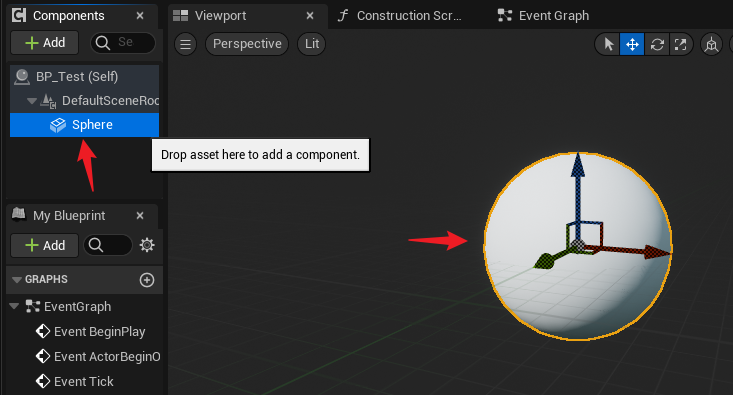 Components
Viewport
Construction Scr...
Event Graph
Add
Se
Perspective
Lit
BP_Test (Self)
DefaultSceneRoo
Sphere
Drop asset here to add a component.
My Blueprint
Add
GRAPHS
EventGraph
Event BeginPlay
Event ActorBeginO
Event Tick